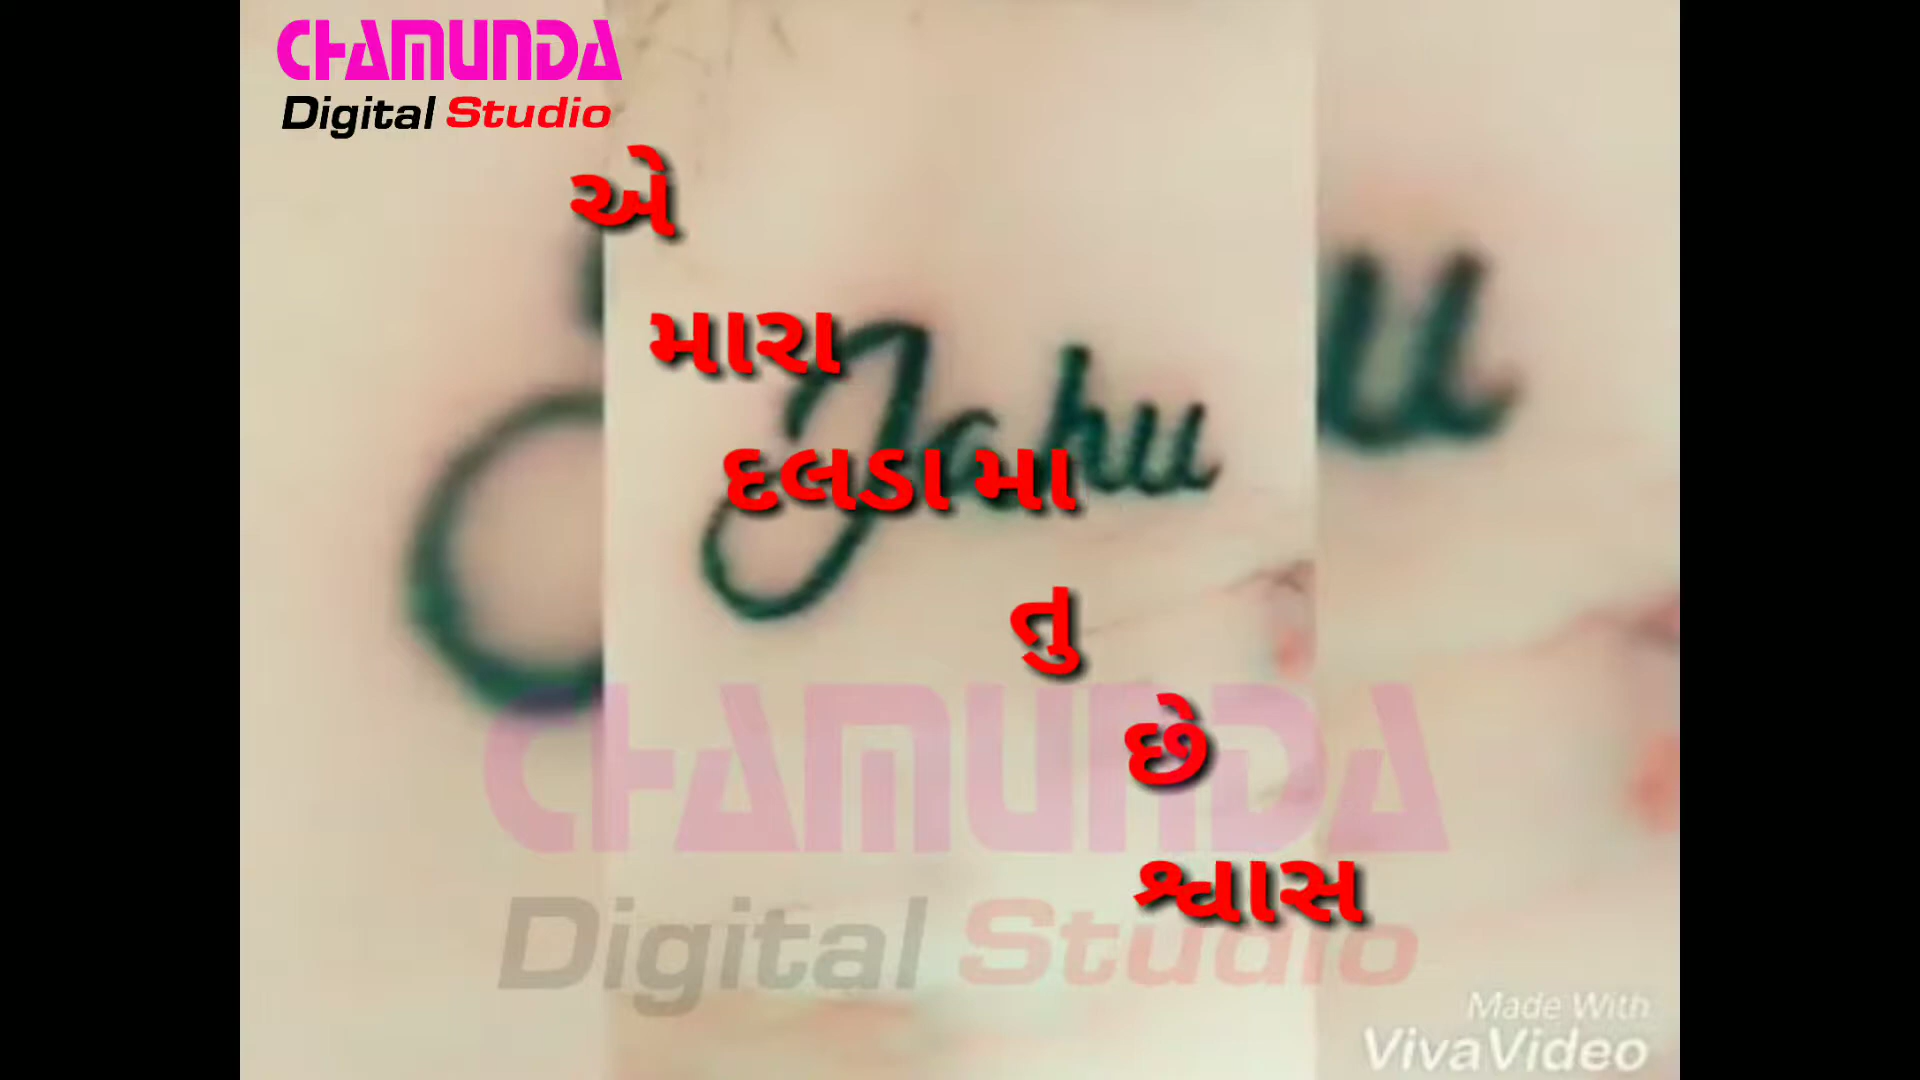 CHAMUNDA
Digital Studio
એ
મારા
Jahu
દલડા મા
તુ
છે
CHAMUNDA
શ્વાસ
Digital Studio
Made With
VivaVideo